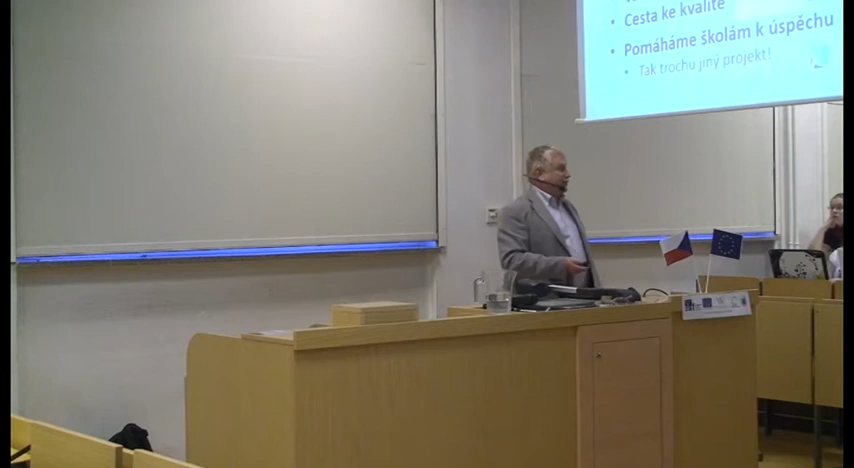 Cesta ke kvalitě
Pomáháme školám k úspěchu
Tak trochu jiný projekt!